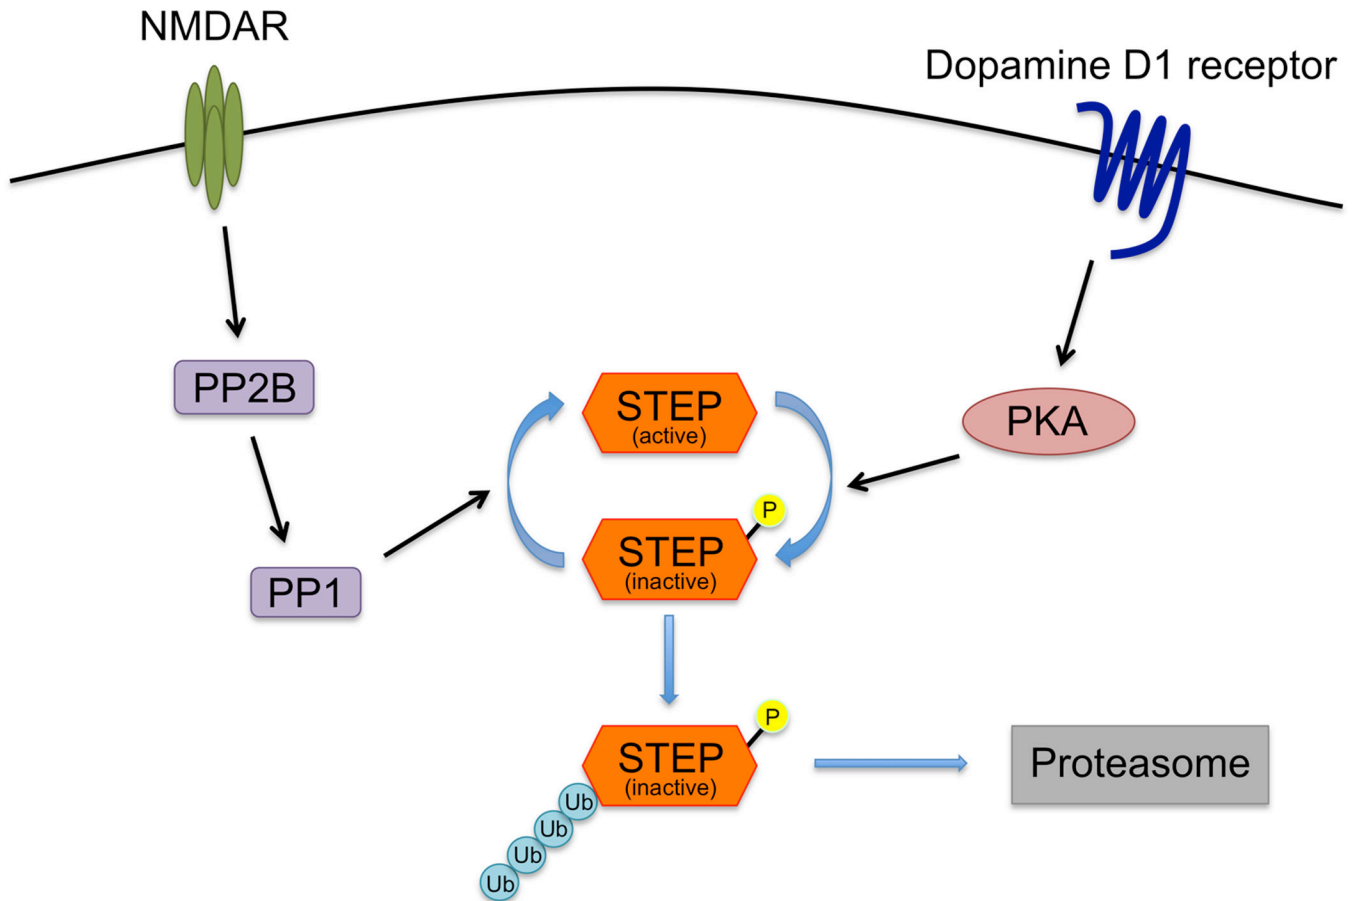 NMDAR
Dopamine D1 receptor
PP2B
STEP
(active)
PKA
P
STEP
(inactive)
PP1
P
STEP
(inactive)
Proteasome
Ub
Ub
Ub
Ub